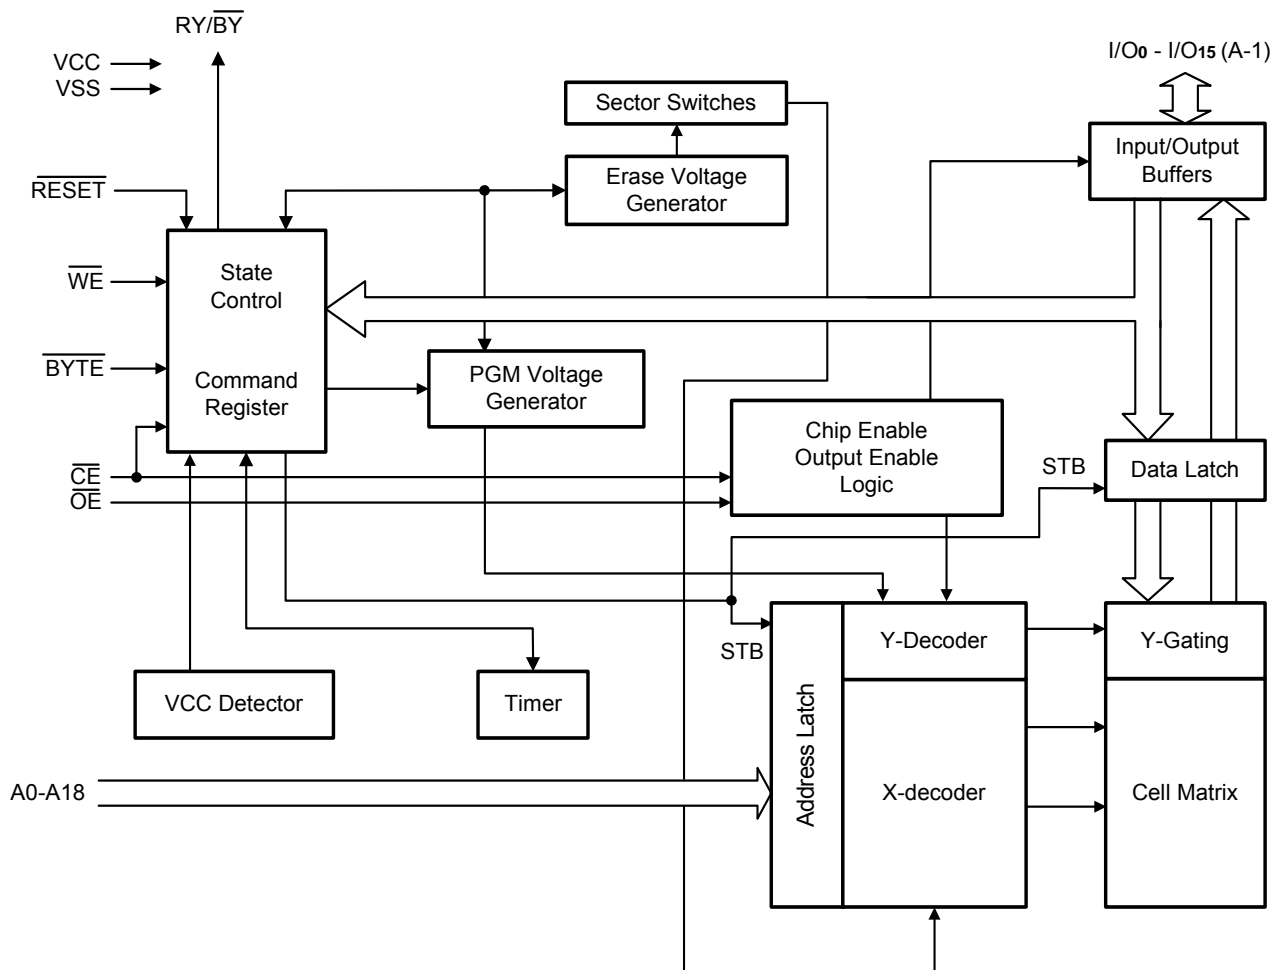 RY/BY
I/O0 - I/O15 (A-1)
VCC
VSS
Sector Switches
Input/Output
Buffers
RESET
Erase Voltage
Generator
WE
State
Control
BYTE
Command
Register
PGM Voltage
Generator
Chip Enable
Output Enable
Logic
CE
OE
STB
Data Latch
STB
Y-Decoder
Y-Gating
VCC Detector
Timer
Address Latch
A0-A18
X-decoder
Cell Matrix